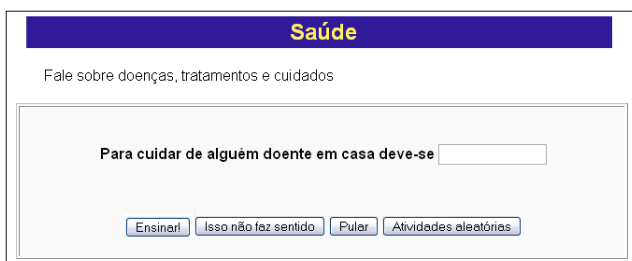 Saúde
Fale sobre doenças, tratamentos e cuidados
Para cuidar de alguém doente em casa deve-se
Ensinar! Isso não faz sentido Pular Atividades aleatórias